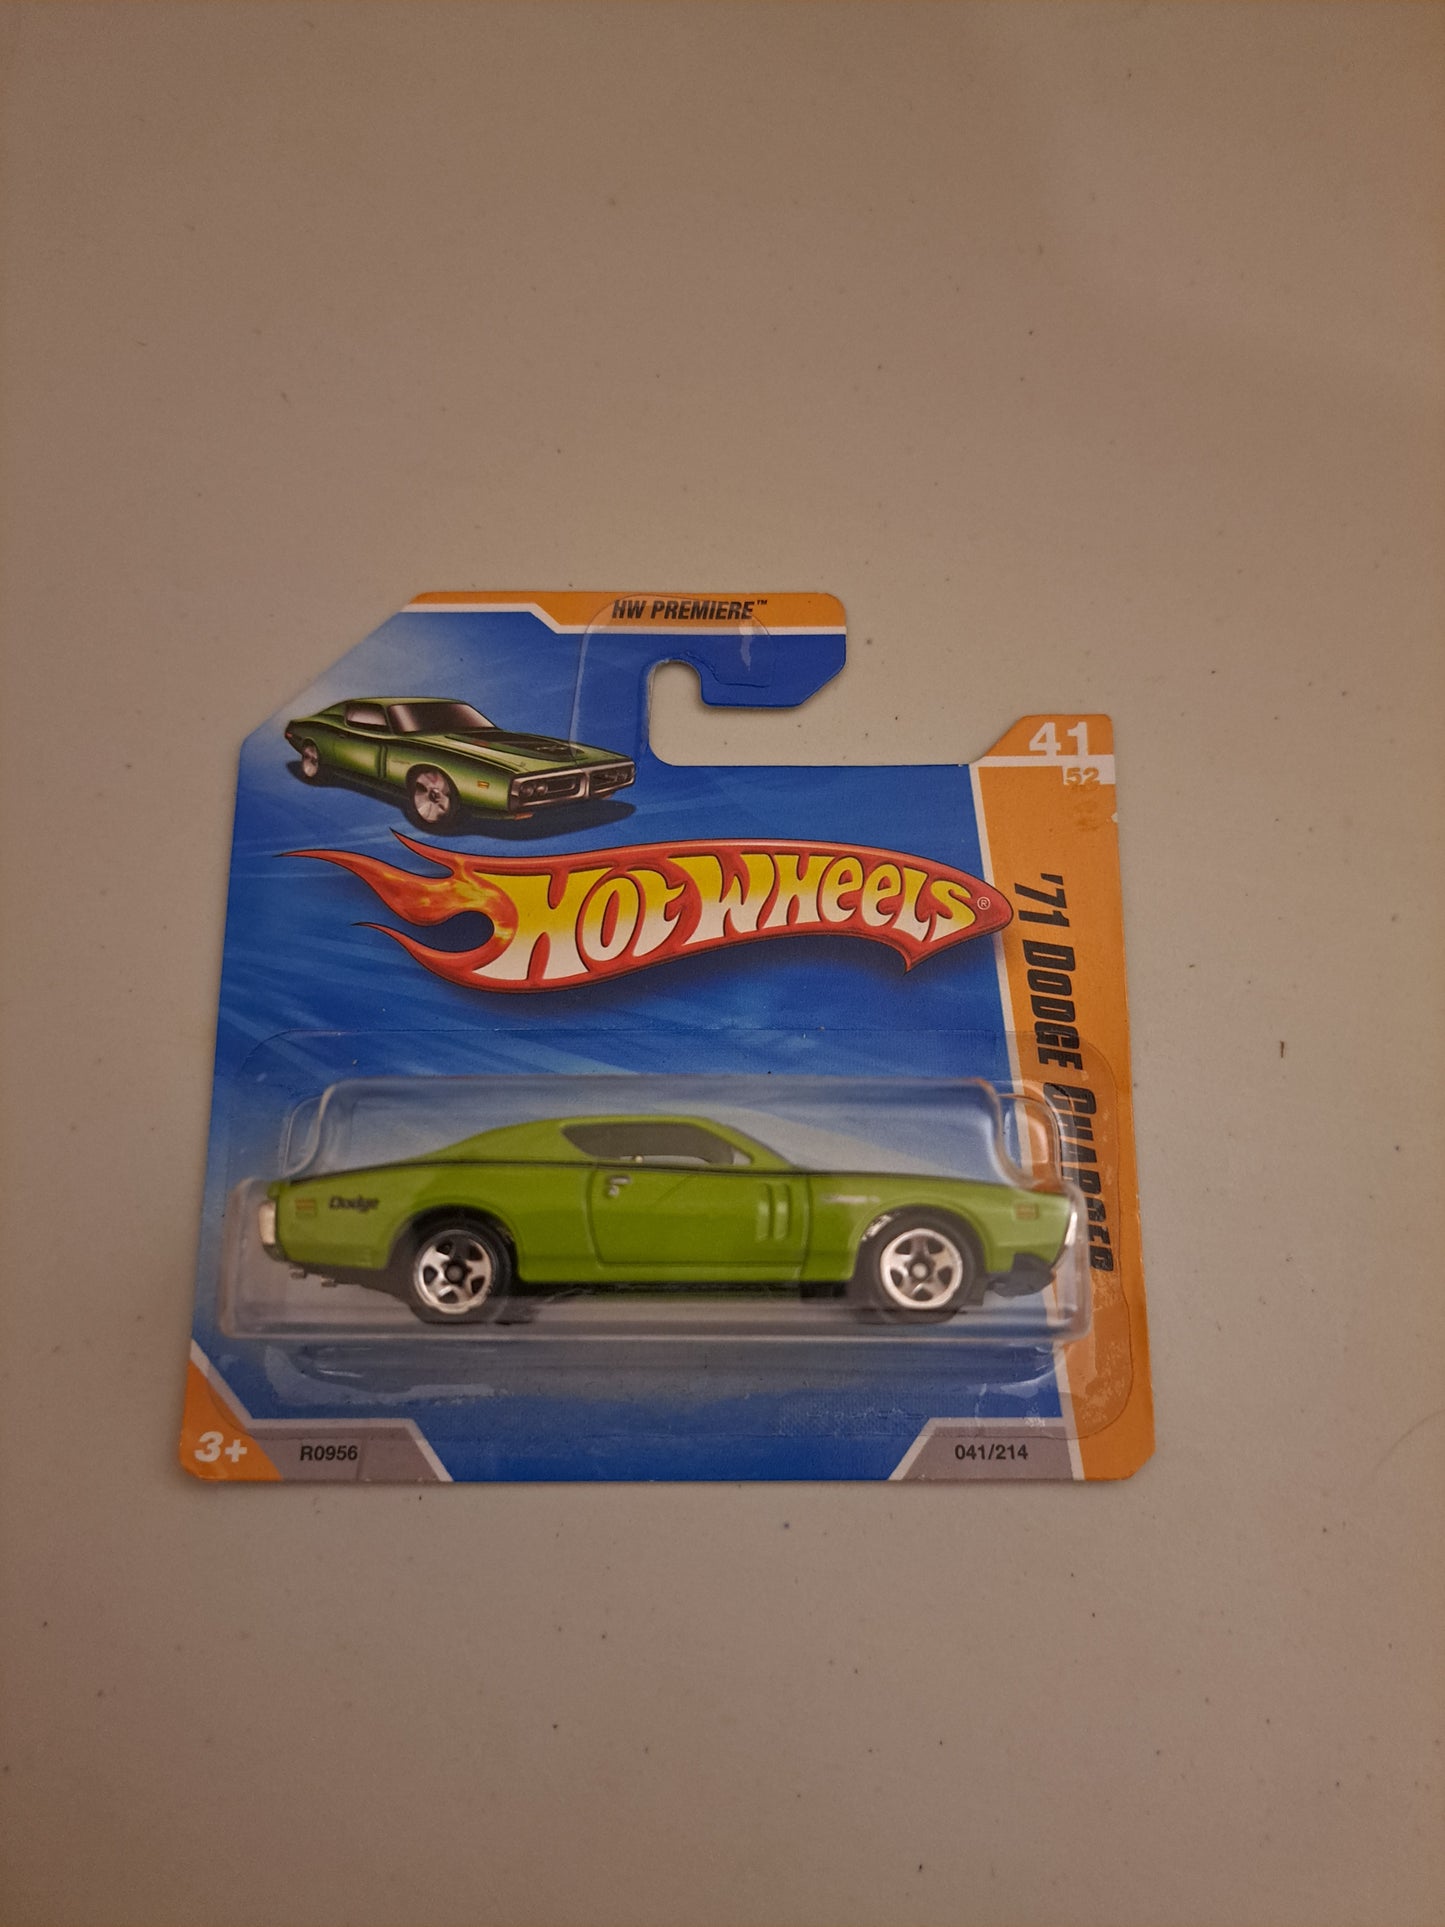 HW PREMIERE™
41
52
HOT WHEELS®
'71 DODGE CHARGER
Dodge
3+
R0956
041/214